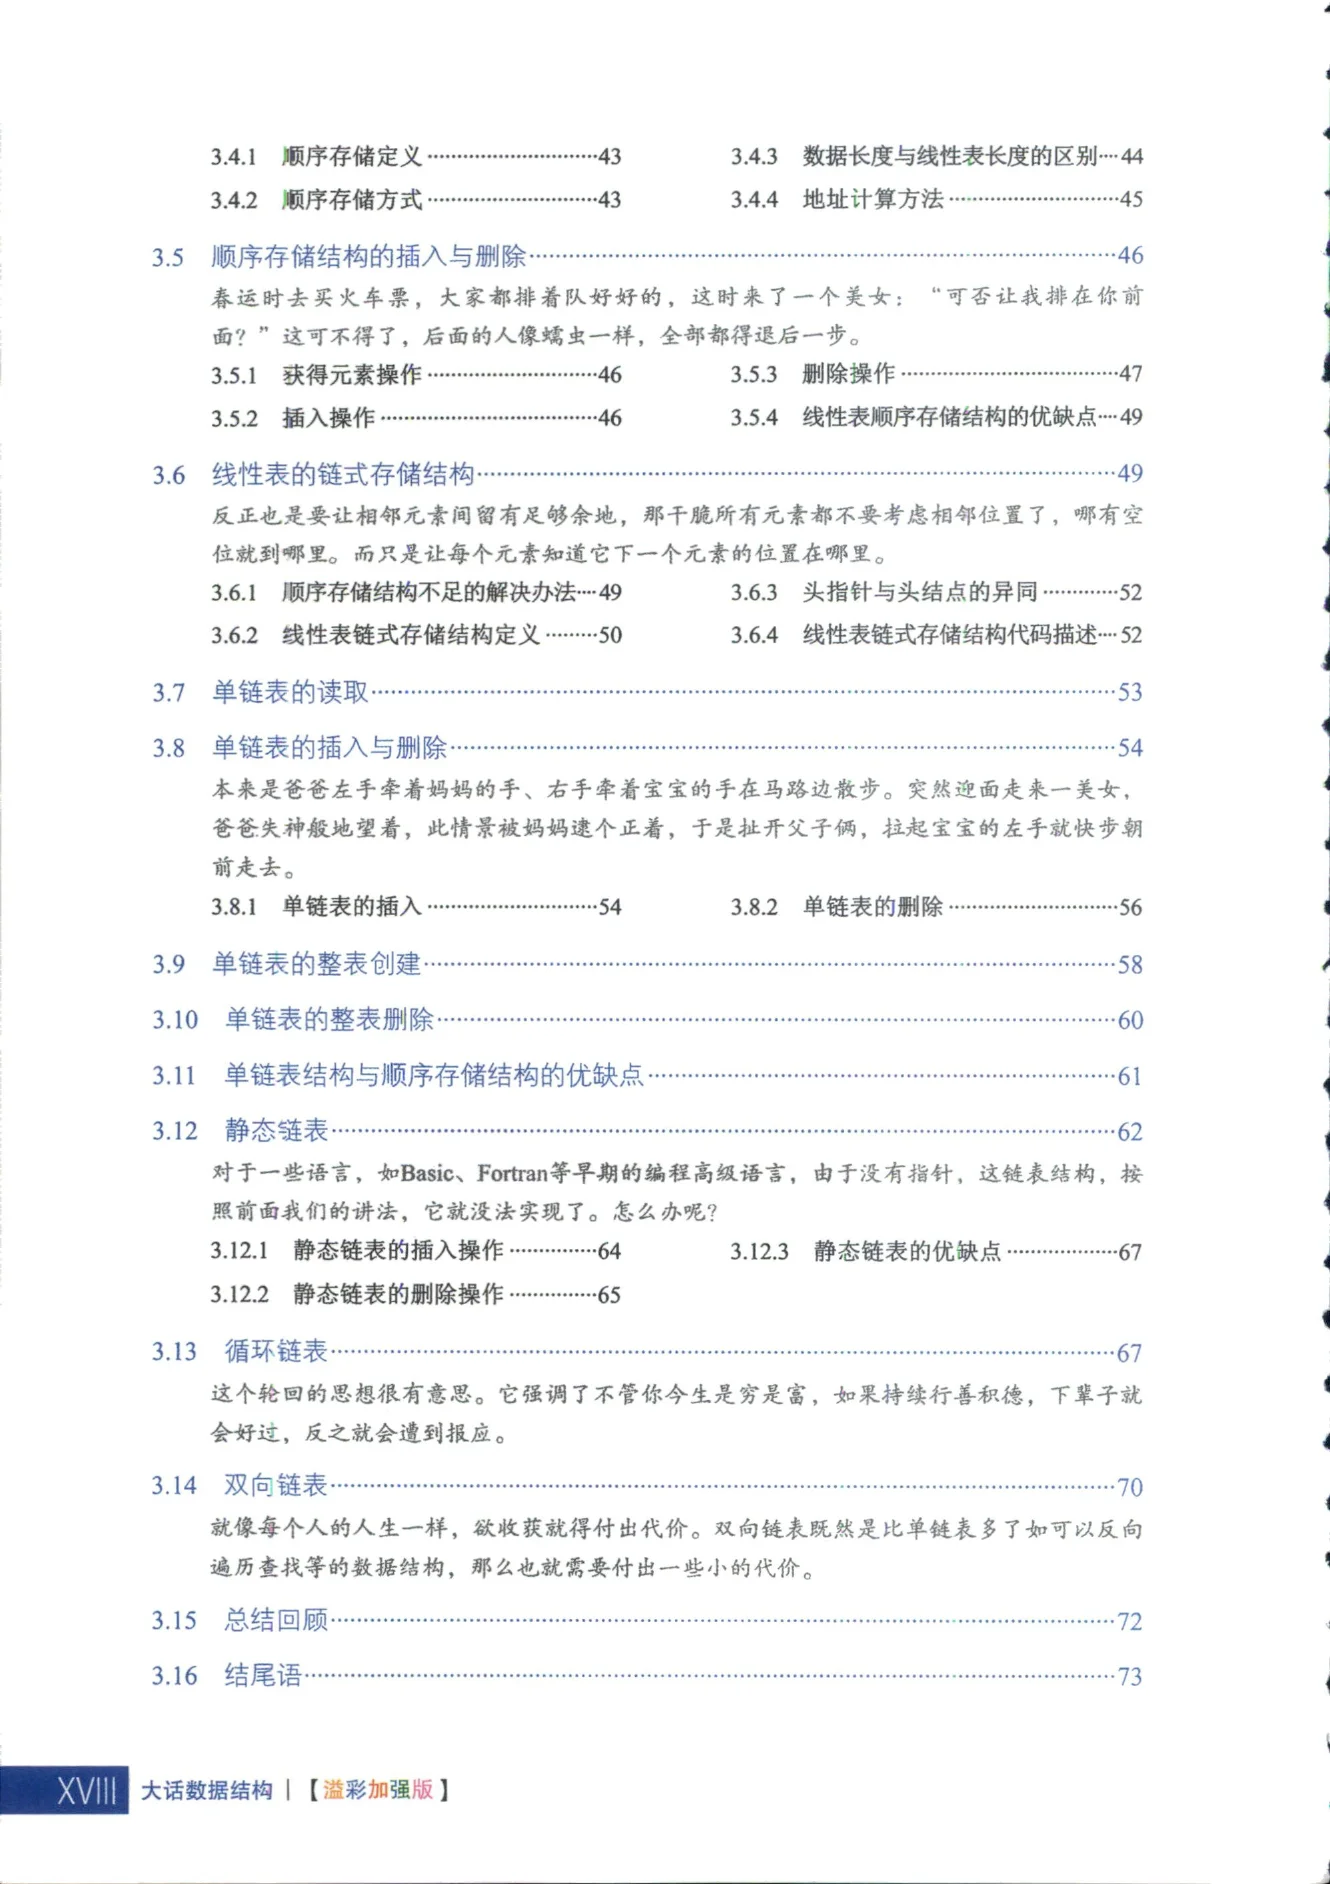 3.4.1 顺序存储定义…………………………43
3.4.2 顺序存储方式…………………………43
3.4.3 数据长度与线性表长度的区别…44
3.4.4 地址计算方法…………………………45
3.5 顺序存储结构的插入与删除……………………………………………………46
春运时去买火车票，大家都排着队好好的，这时来了一个美女：“可否让我排在你前
面？”这可不得了，后面的人像蠕虫一样，全部都得退后一步。
3.5.1 获得元素操作…………………………46
3.5.2 插入操作………………………………46
3.5.3 删除操作………………………………47
3.5.4 线性表顺序存储结构的优缺点…49
3.6 线性表的链式存储结构…………………………………………………………49
反正也是要让相邻元素间留有足够余地，那干脆所有元素都不要考虑相邻位置了，哪有空
位就到哪里。而只是让每个元素知道它下一个元素的位置在哪里。
3.6.1 顺序存储结构不足的解决办法…49
3.6.2 线性表链式存储结构定义………50
3.6.3 头指针与头结点的异同…………52
3.6.4 线性表链式存储结构代码描述…52
3.7 单链表的读取……………………………………………………………………53
3.8 单链表的插入与删除……………………………………………………………54
本来是爸爸左手牵着妈妈的手、右手牵着宝宝的手在马路边散步。突然迎面走来一美女，
爸爸失神般地望着，此情景被妈妈逮个正着，于是扯开父子俩，拉起宝宝的左手就快步朝
前走去。
3.8.1 单链表的插入…………………………54
3.8.2 单链表的删除…………………………56
3.9 单链表的整表创建………………………………………………………………58
3.10 单链表的整表删除……………………………………………………………60
3.11 单链表结构与顺序存储结构的优缺点………………………………………61
3.12 静态链表………………………………………………………………………62
对于一些语言，如Basic、Fortran等早期的编程高级语言，由于没有指针，这链表结构，按
照前面我们的讲法，它就没法实现了。怎么办呢？
3.12.1 静态链表的插入操作……………64
3.12.2 静态链表的删除操作……………65
3.12.3 静态链表的优缺点………………67
3.13 循环链表………………………………………………………………………67
这个轮回的思想很有意思。它强调了不管你今生是穷是富，如果持续行善积德，下辈子就
会好过，反之就会遭到报应。
3.14 双向链表………………………………………………………………………70
就像每个人的人生一样，欲收获就得付出代价。双向链表既然是比单链表多了如可以反向
遍历查找等的数据结构，那么也就需要付出一些小的代价。
3.15 总结回顾………………………………………………………………………72
3.16 结尾语…………………………………………………………………………73
XVIII 大话数据结构｜【溢彩加强版】